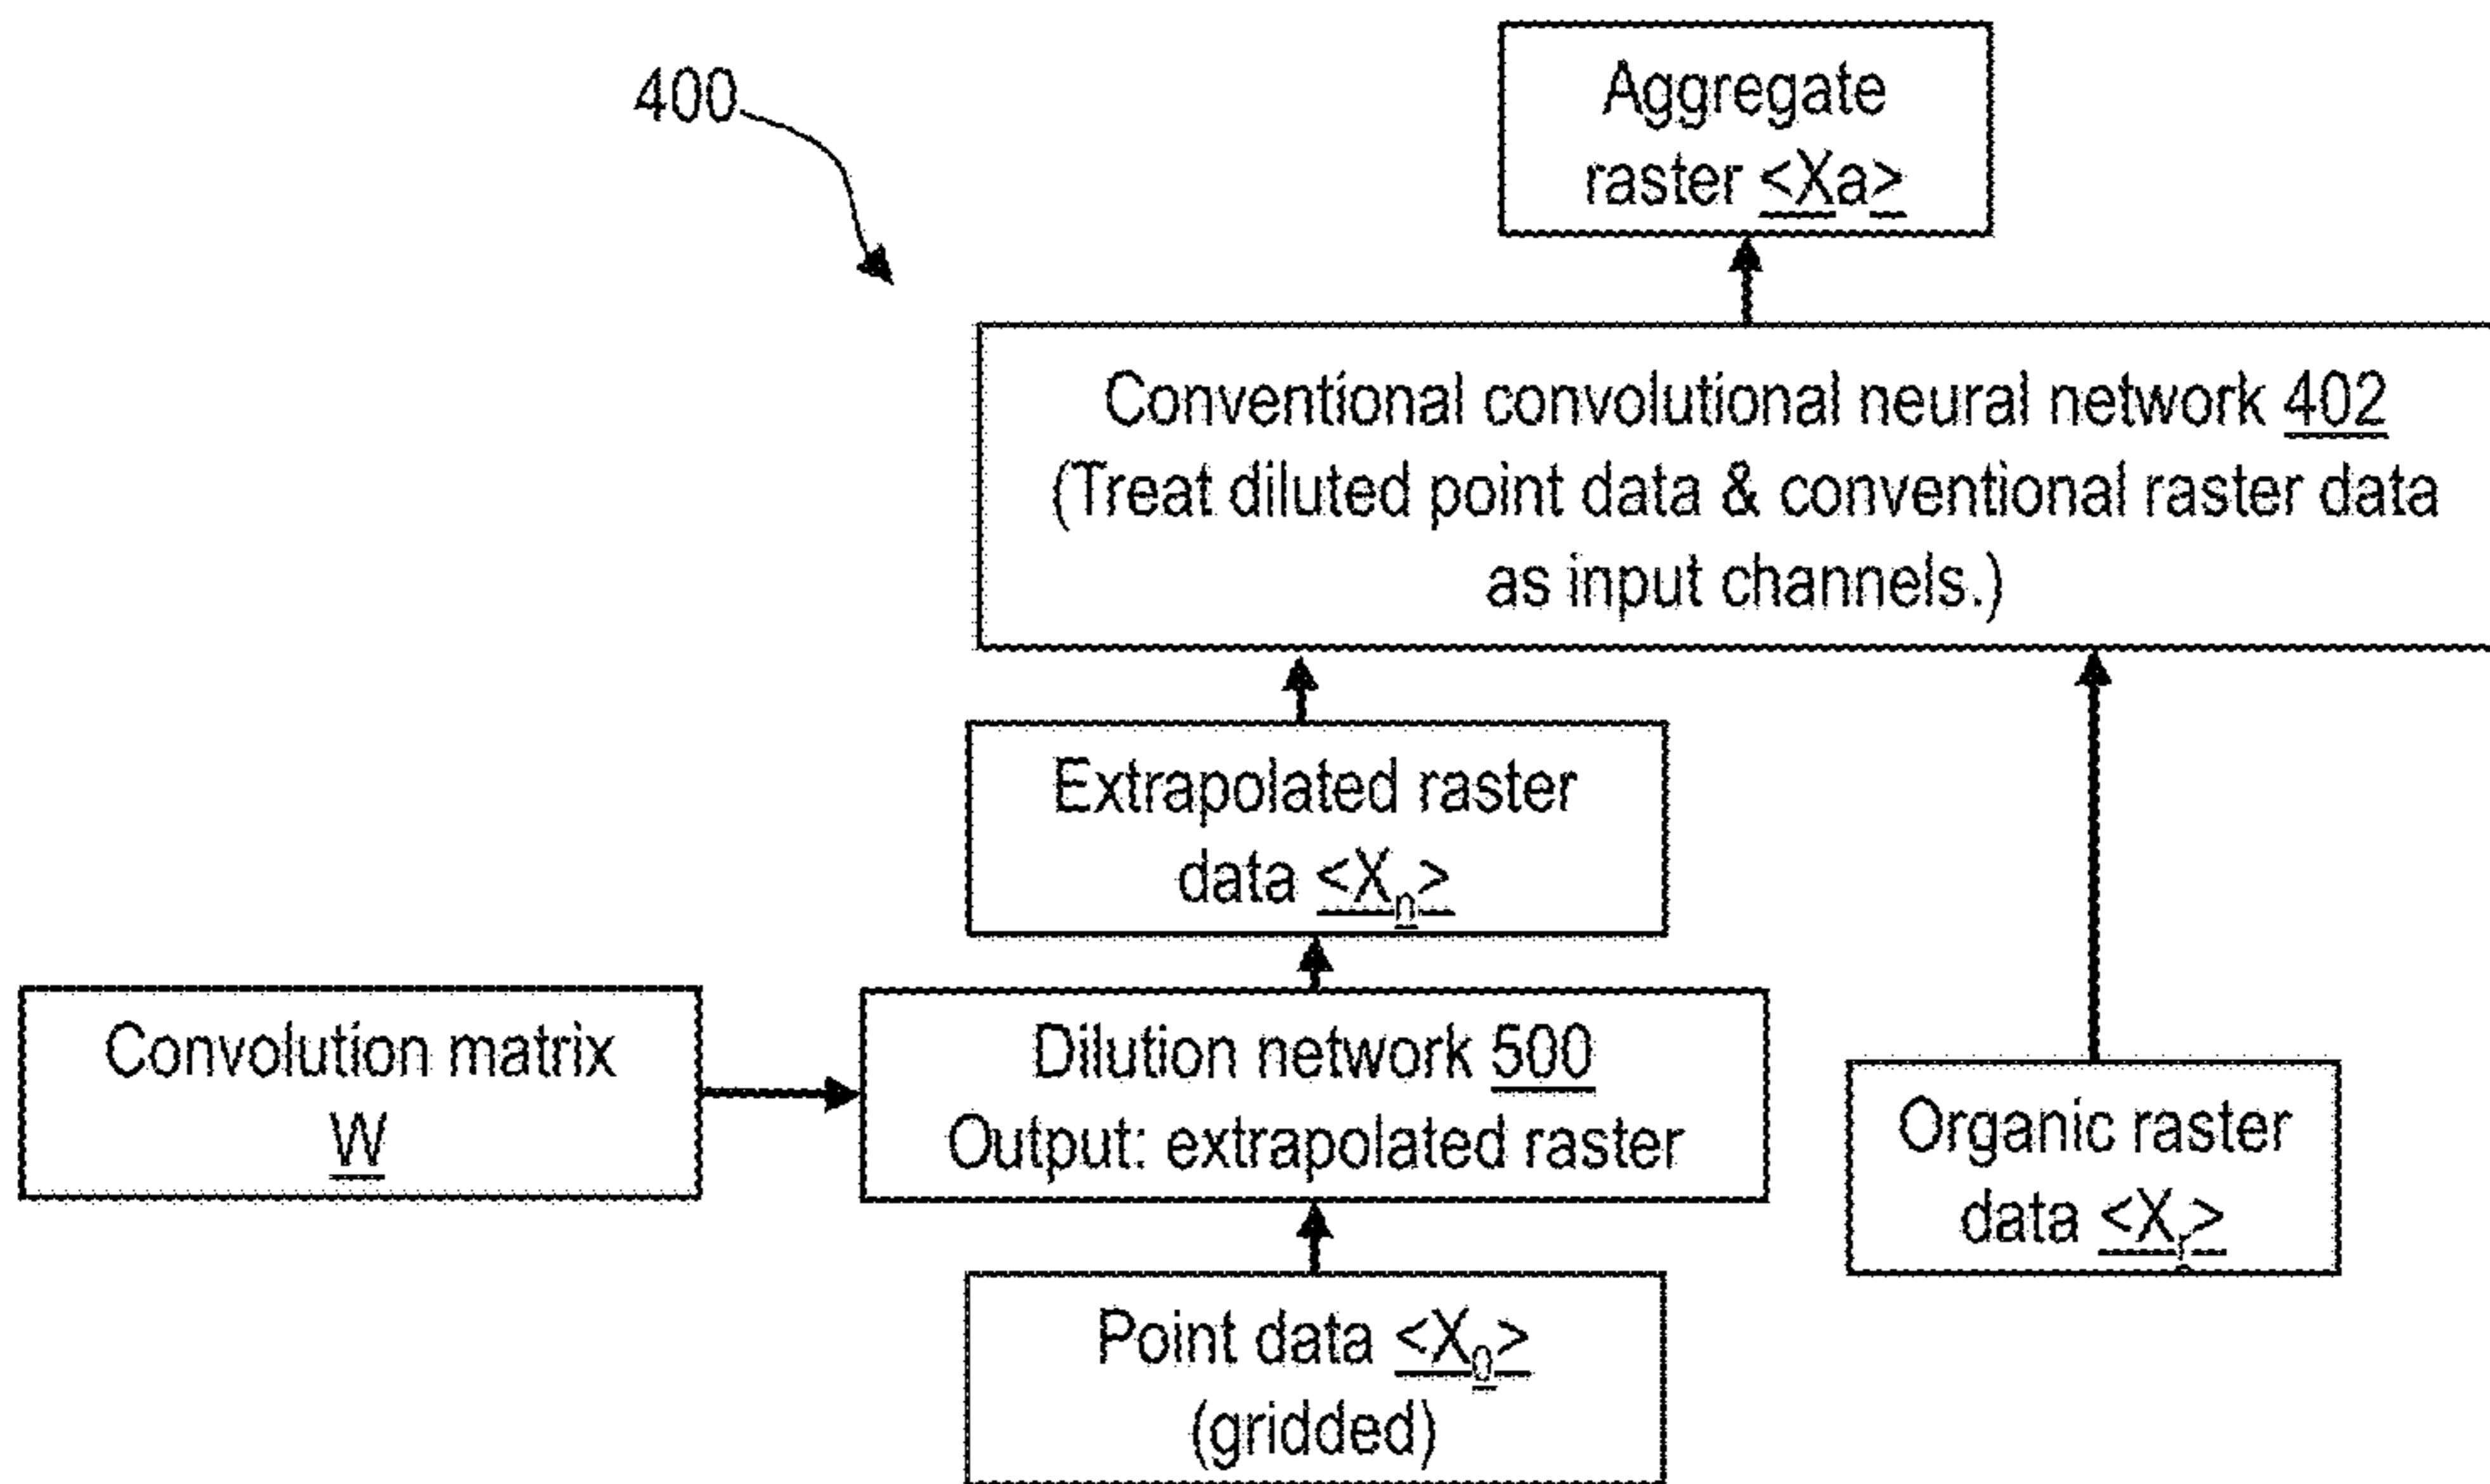 400
Aggregate
raster <Xa>
Conventional convolutional neural network 402
(Treat diluted point data & conventional raster data
as input channels.)
Extrapolated raster
data <Xn>
Convolution matrix
W
Dilution network 500
Output: extrapolated raster
Organic raster
data <Xr>
Point data <X0>
(gridded)